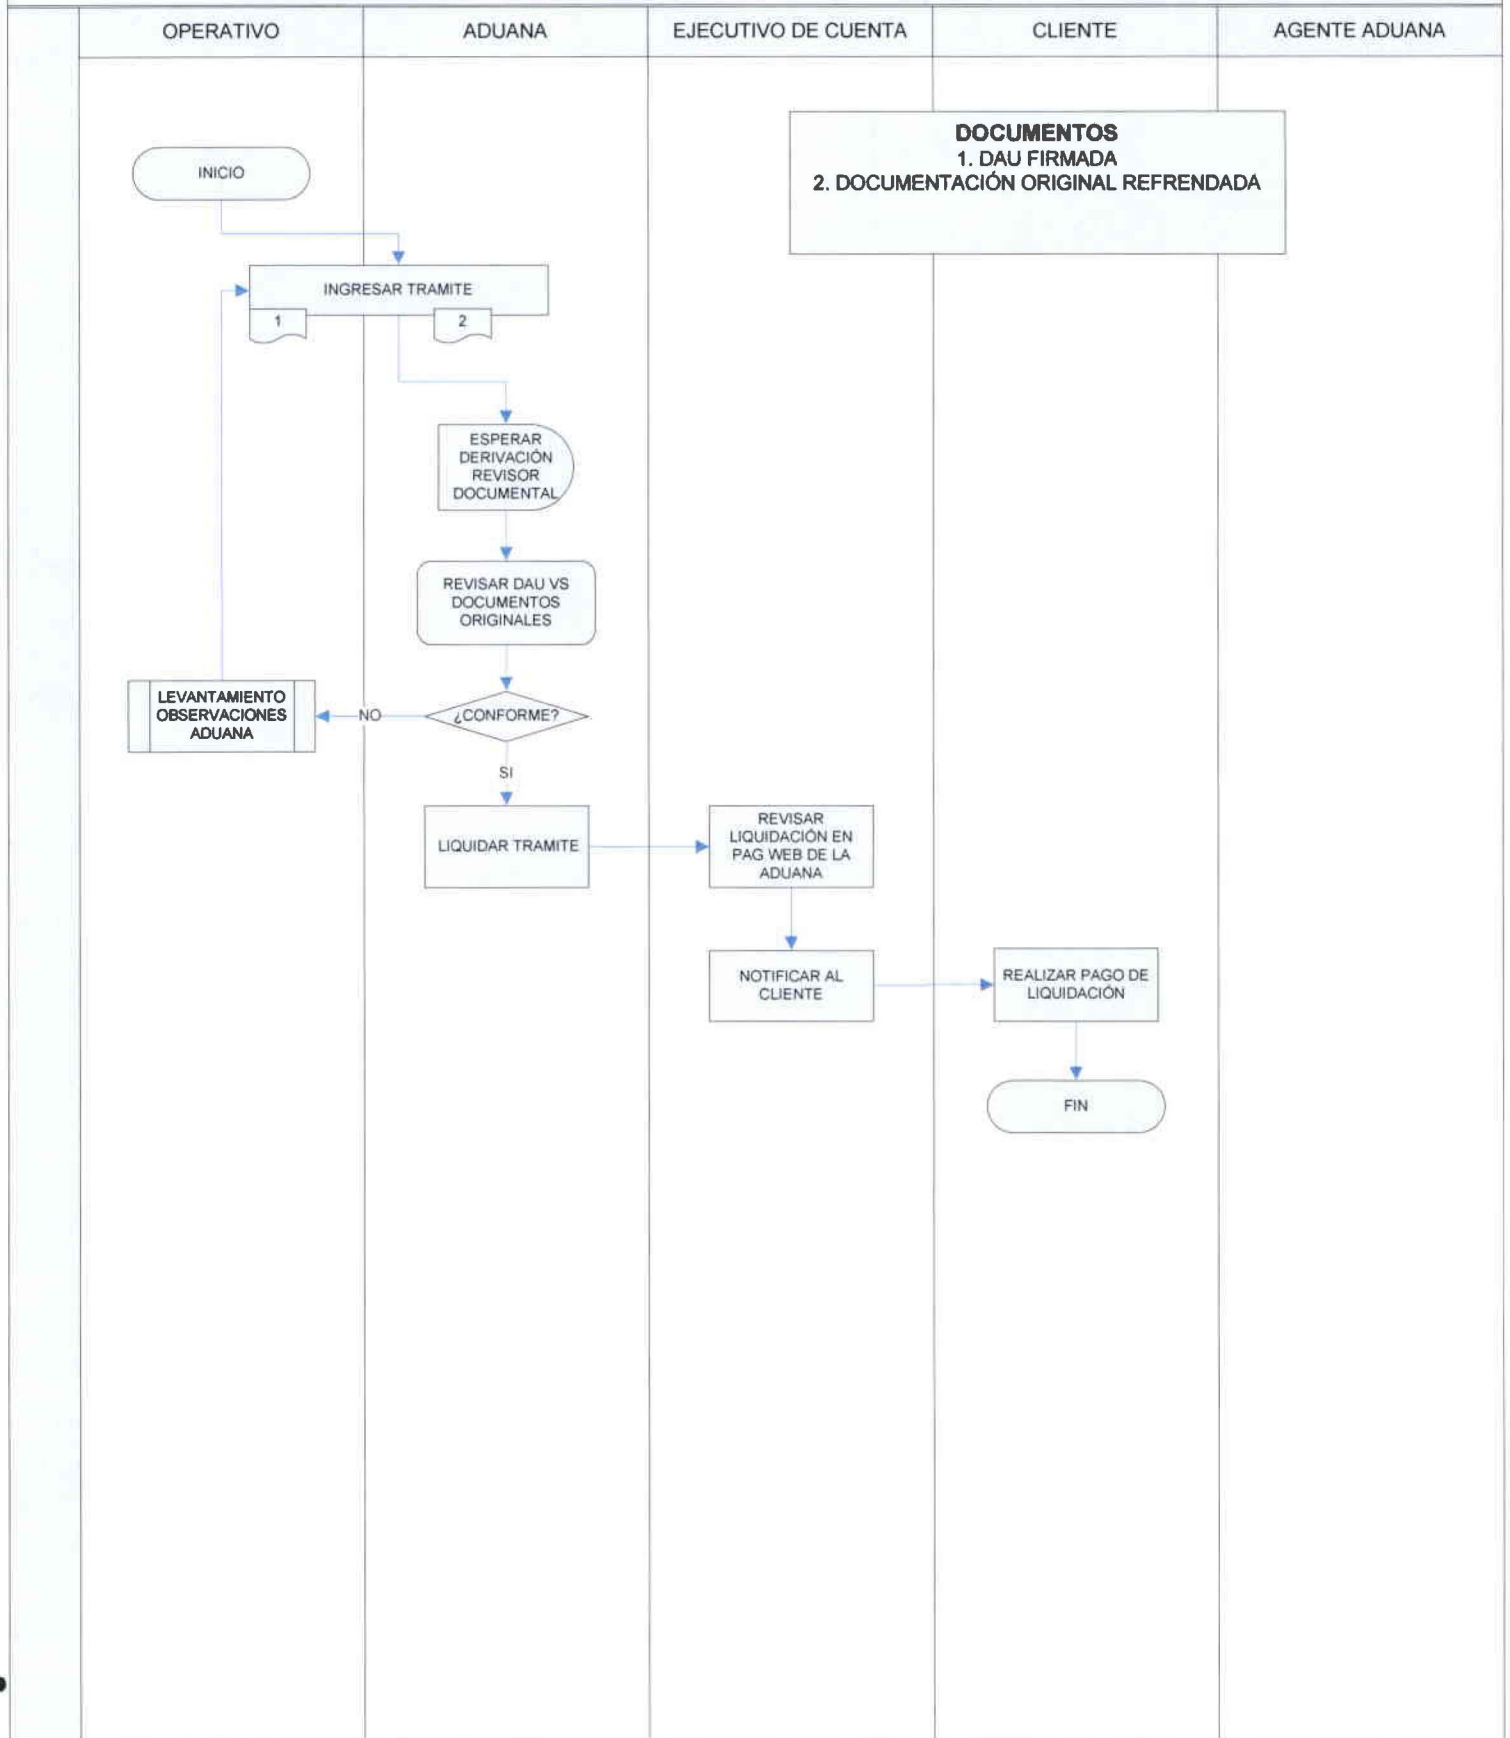 OPERATIVO
ADUANA
EJECUTIVO DE CUENTA
CLIENTE
AGENTE ADUANA
DOCUMENTOS
1. DAU FIRMADA
2. DOCUMENTACIÓN ORIGINAL REFRENDADA
INICIO
INGRESAR TRAMITE
1
2
ESPERAR
DERIVACIÓN
REVISOR
DOCUMENTAL
REVISAR DAU VS
DOCUMENTOS
ORIGINALES
¿CONFORME?
NO
LEVANTAMIENTO
OBSERVACIONES
ADUANA
SI
LIQUIDAR TRAMITE
REVISAR
LIQUIDACIÓN EN
PAG WEB DE LA
ADUANA
NOTIFICAR AL
CLIENTE
REALIZAR PAGO DE
LIQUIDACIÓN
FIN